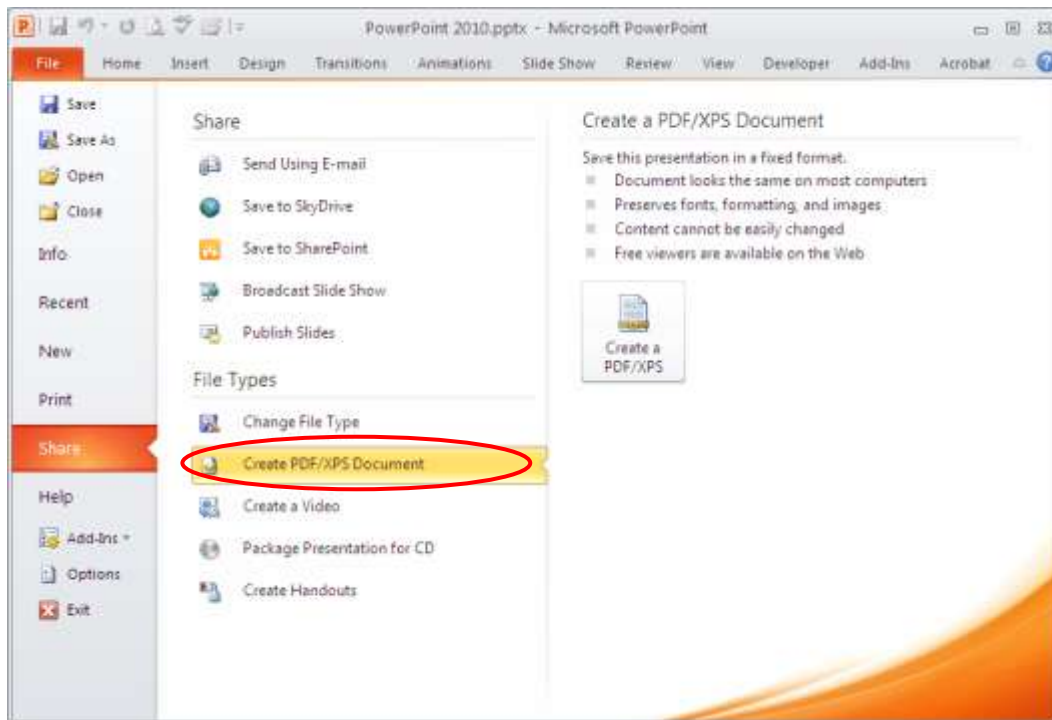 PowerPoint 2010.pptx - Microsoft PowerPoint
File Home Insert Design Transitions Animations Slide Show Review View Developer Add-Ins Acrobat
Save
Save As
Open
Close
Info
Recent
New
Print
Share
Help
Add-Ins
Options
Exit
Share
Send Using E-mail
Save to SkyDrive
Save to SharePoint
Broadcast Slide Show
Publish Slides
File Types
Change File Type
Create PDF/XPS Document
Create a Video
Package Presentation for CD
Create Handouts
Create a PDF/XPS Document
Save this presentation in a fixed format.
Document looks the same on most computers
Preserves fonts, formatting, and images
Content cannot be easily changed
Free viewers are available on the Web
Create a
PDF/XPS